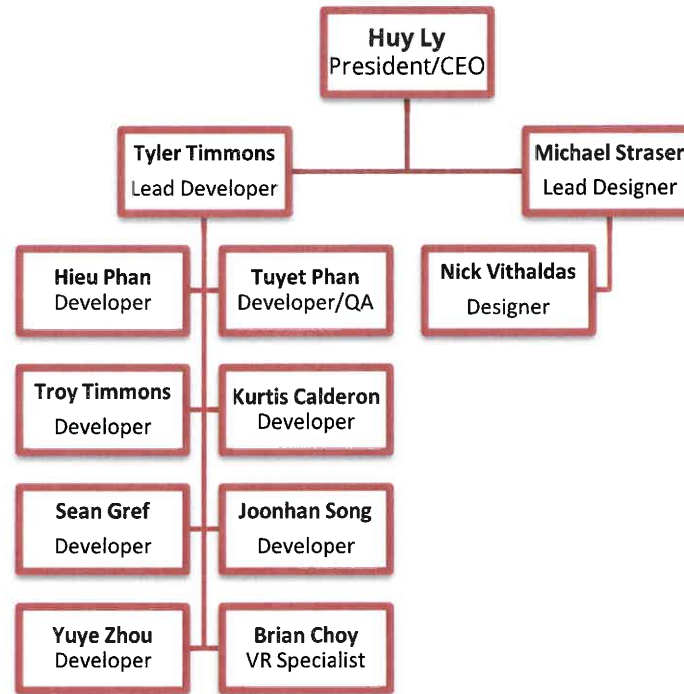 Huy Ly
President/CEO
Tyler Timmons
Lead Developer
Michael Straser
Lead Designer
Hieu Phan
Developer
Tuyet Phan
Developer/QA
Nick Vithaldas
Designer
Troy Timmons
Developer
Kurtis Calderon
Developer
Sean Gref
Developer
Joonhan Song
Developer
Yuye Zhou
Developer
Brian Choy
VR Specialist